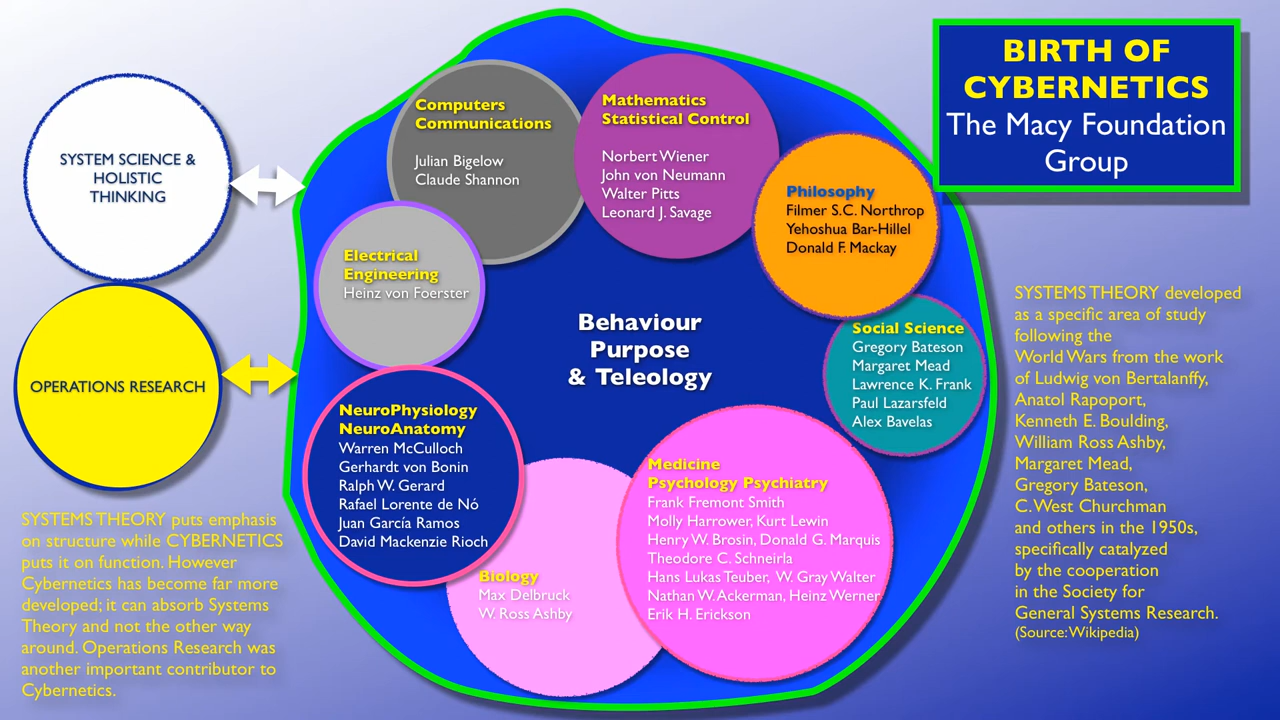 BIRTH OF
CYBERNETICS
The Macy Foundation
Group
SYSTEM SCIENCE &
HOLISTIC
THINKING
OPERATIONS RESEARCH
Computers
Communications
Julian Bigelow
Claude Shannon
Mathematics
Statistical Control
Norbert Wiener
John von Neumann
Walter Pitts
Leonard J. Savage
Philosophy
Filmer S.C. Northrop
Yehoshua Bar-Hillel
Donald F. Mackay
Electrical
Engineering
Heinz von Foerster
Behaviour
Purpose
& Teleology
Social Science
Gregory Bateson
Margaret Mead
Lawrence K. Frank
Paul Lazarsfeld
Alex Bavelas
NeuroPhysiology
NeuroAnatomy
Warren McCulloch
Gerhardt von Bonin
Ralph W. Gerard
Rafael Lorente de Nó
Juan García Ramos
David Mackenzie Rioch
Biology
Max Delbruck
W. Ross Ashby
Medicine
Psychology Psychiatry
Frank Fremont Smith
Molly Harrower, Kurt Lewin
Henry W. Brosin, Donald G. Marquis
Theodore C. Schneirla
Hans Lukas Teuber, W. Gray Walter
Nathan W. Ackerman, Heinz Werner
Erik H. Erickson
SYSTEMS THEORY puts emphasis
on structure while CYBERNETICS
puts it on function. However
Cybernetics has become far more
developed; it can absorb Systems
Theory and not the other way
around. Operations Research was
another important contributor to
Cybernetics.
SYSTEMS THEORY developed
as a specific area of study
following the
World Wars from the work
of Ludwig von Bertalanffy,
Anatol Rapoport,
Kenneth E. Boulding,
William Ross Ashby,
Margaret Mead,
Gregory Bateson,
C. West Churchman
and others in the 1950s,
specifically catalyzed
by the cooperation
in the Society for
General Systems Research.
(Source: Wikipedia)